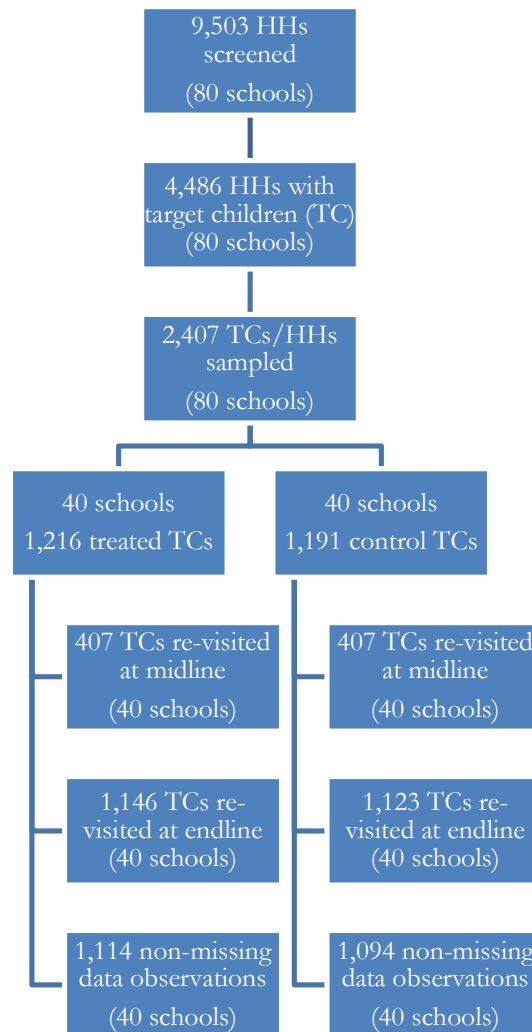 9,503 HHs
screened
(80 schools)
4,486 HHs with
target children (TC)
(80 schools)
2,407 TCs/HHs
sampled
(80 schools)
40 schools
1,216 treated TCs
40 schools
1,191 control TCs
407 TCs re-visited
at midline
(40 schools)
407 TCs re-visited
at midline
(40 schools)
1,146 TCs re-
visited at endline
(40 schools)
1,123 TCs re-
visited at endline
(40 schools)
1,114 non-missing
data observations
(40 schools)
1,094 non-missing
data observations
(40 schools)